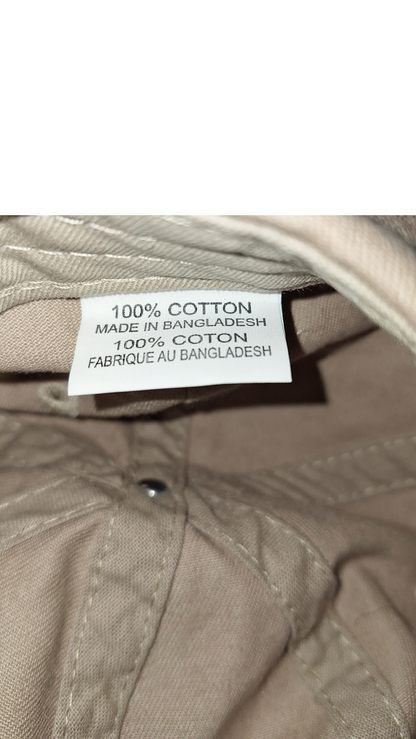 100% COTTON
MADE IN BANGLADESH
100% COTON
FABRIQUE AU BANGLADESH